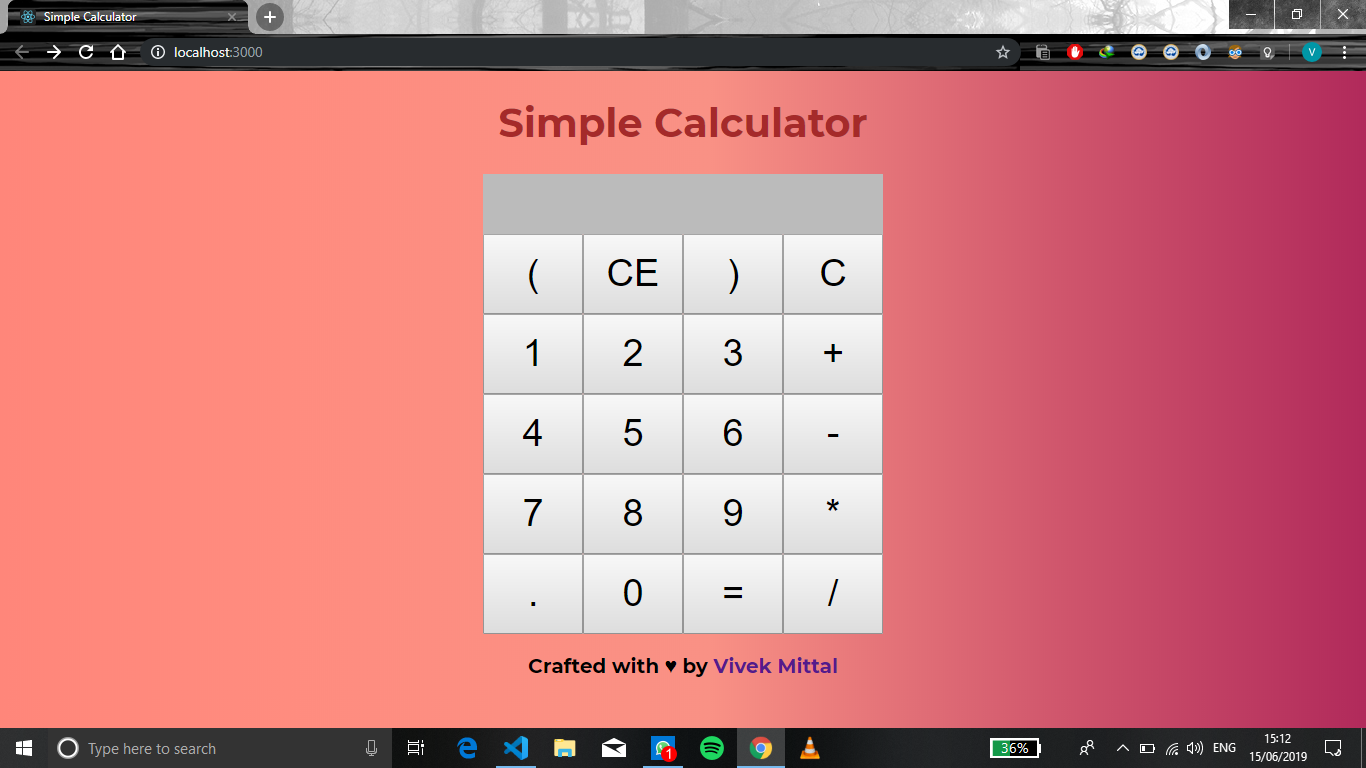 Simple Calculator
localhost:3000
V
Simple Calculator
( CE ) C
1 2 3 +
4 5 6 -
7 8 9 *
. 0 = /
Crafted with ♥ by Vivek Mittal
Type here to search
1
36%
ENG
15:12
15/06/2019